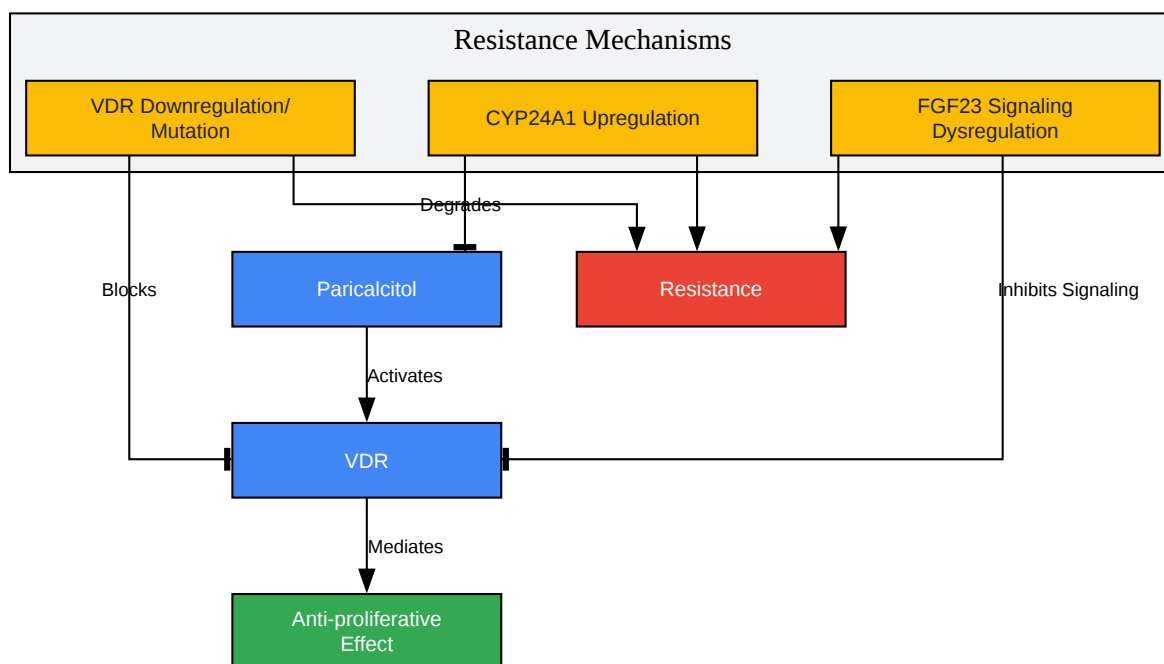 Resistance Mechanisms
VDR Downregulation/
Mutation
CYP24A1 Upregulation
FGF23 Signaling
Dysregulation
Degrades
Paricalcitol
Resistance
Blocks
Inhibits Signaling
Activates
VDR
Mediates
Anti-proliferative
Effect